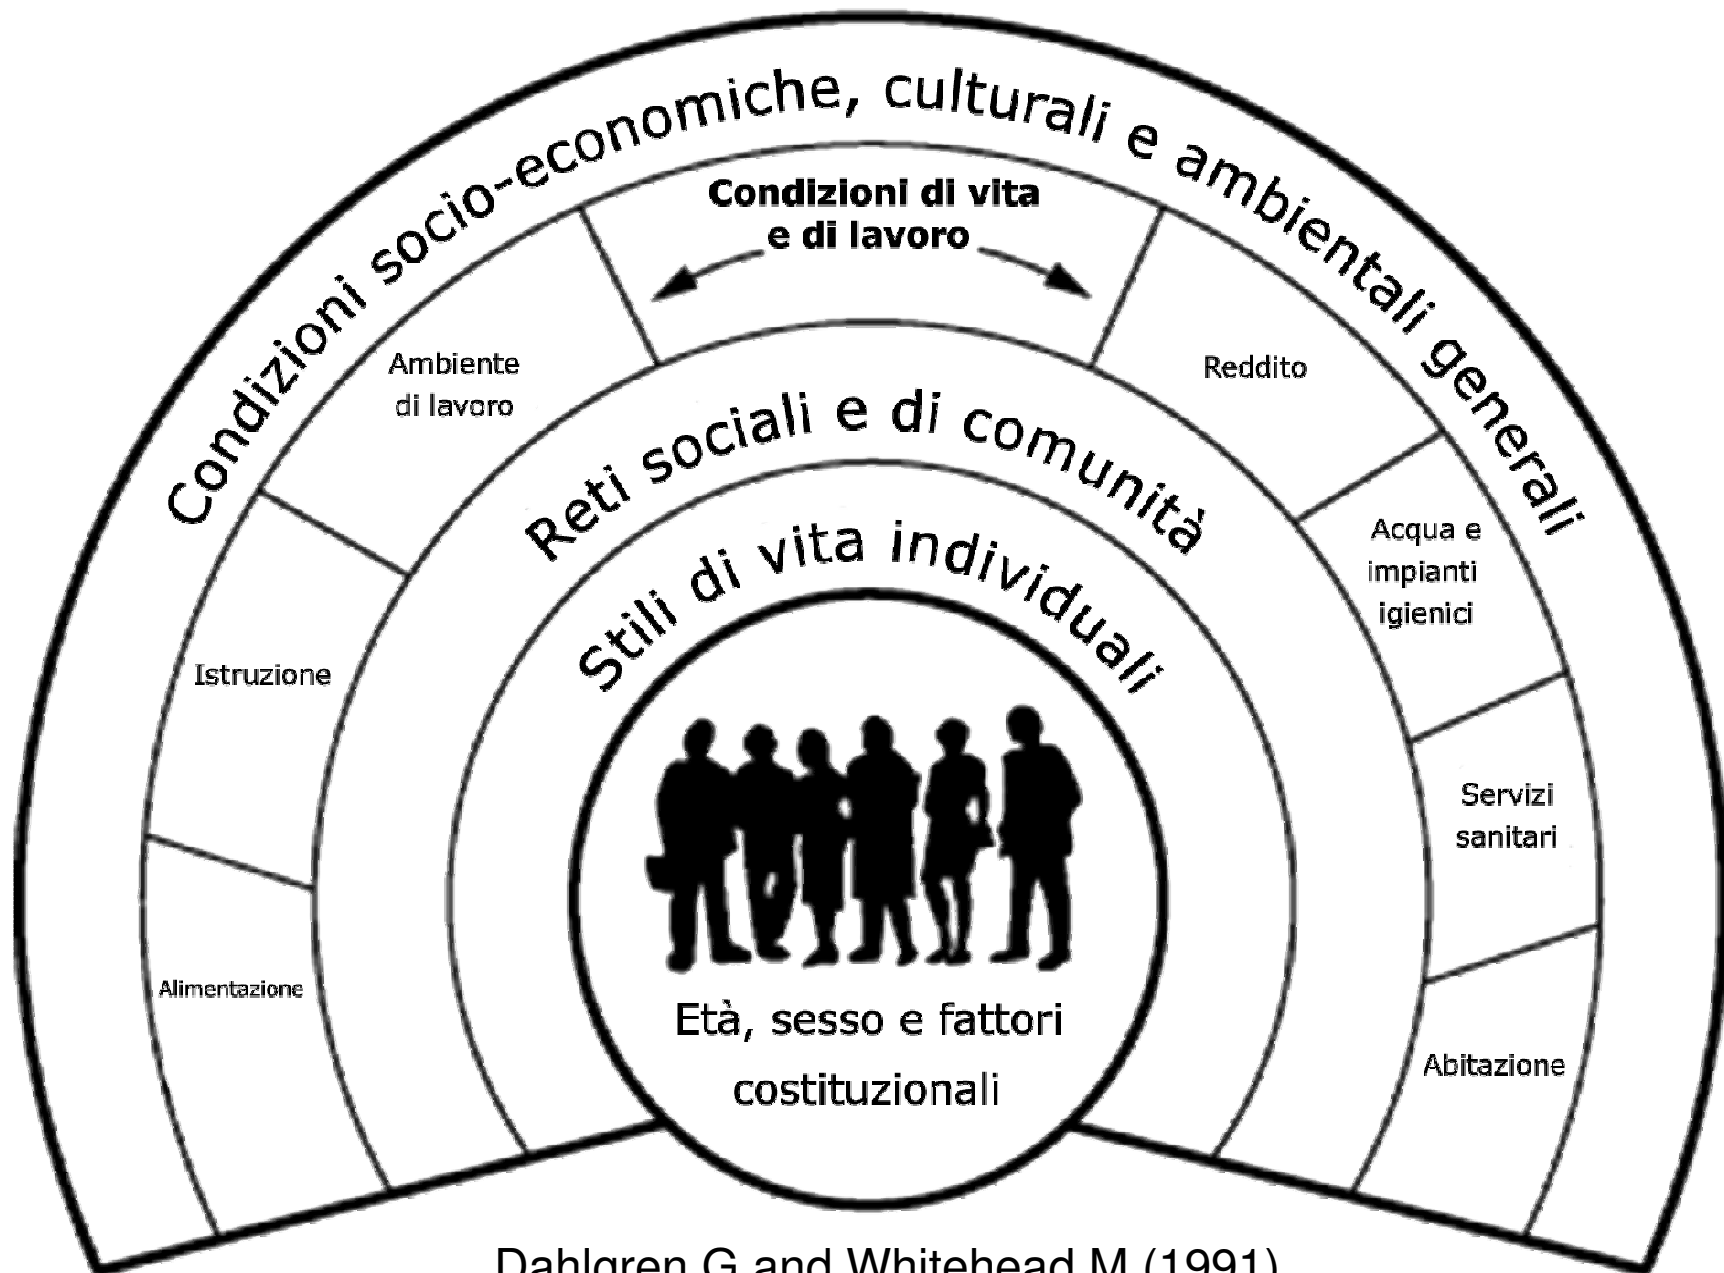 Condizioni socio-economiche, culturali e ambientali generali
Condizioni di vita
e di lavoro
Ambiente
di lavoro
Reddito
Reti sociali e di comunità
Acqua e
impianti
igienici
Stili di vita individuali
Istruzione
Servizi
sanitari
Alimentazione
Età, sesso e fattori
costituzionali
Abitazione
Dahlgren G and Whitehead M (1991)